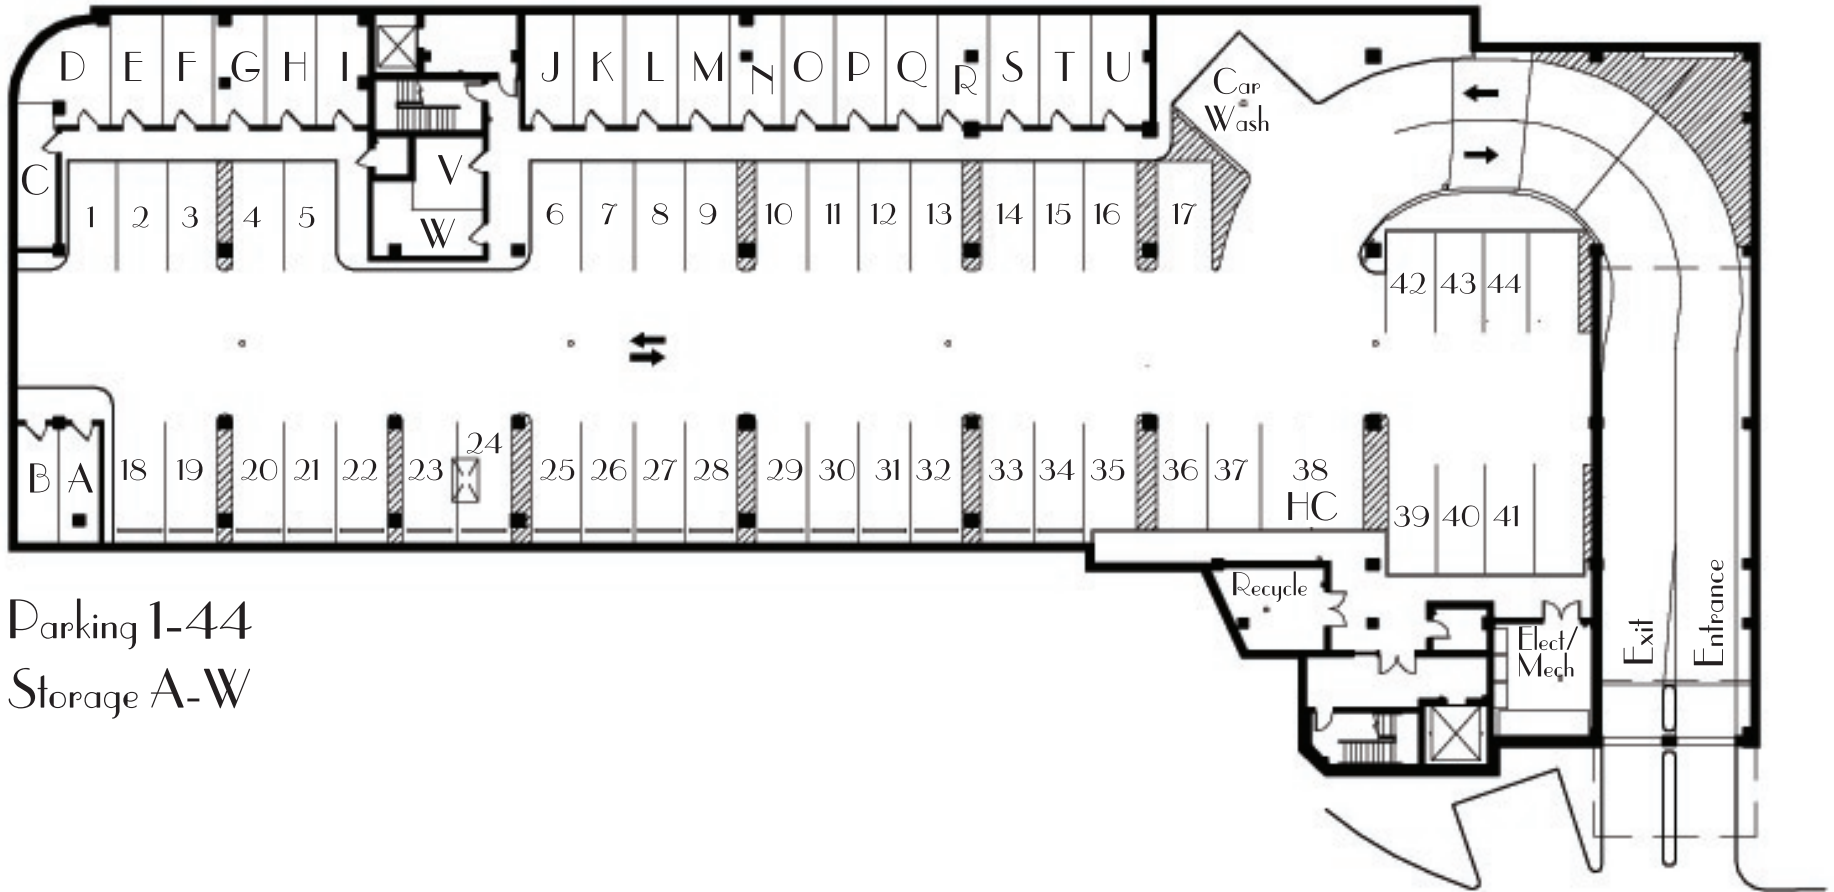 D E F G H I J K L M N O P Q R S T U
Car
Wash
C V
W
1 2 3 4 5 6 7 8 9 10 11 12 13 14 15 16 17
42 43 44
24
B A 18 19 20 21 22 23 25 26 27 28 29 30 31 32 33 34 35 36 37 38
HC
39 40 41
Recycle
Elect/
Mech
Exit
Entrance
Parking 1-44
Storage A-W